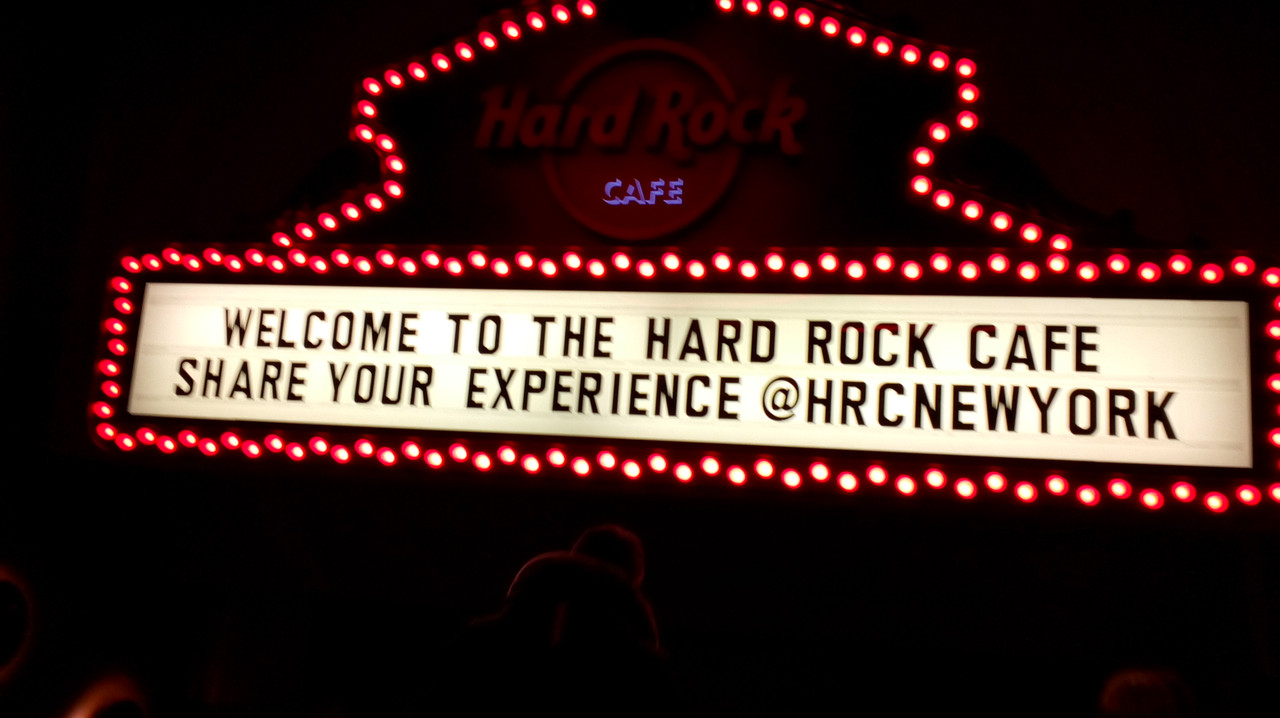 Hard Rock
CAFE
WELCOME TO THE HARD ROCK CAFE
SHARE YOUR EXPERIENCE @HRCNEWYORK